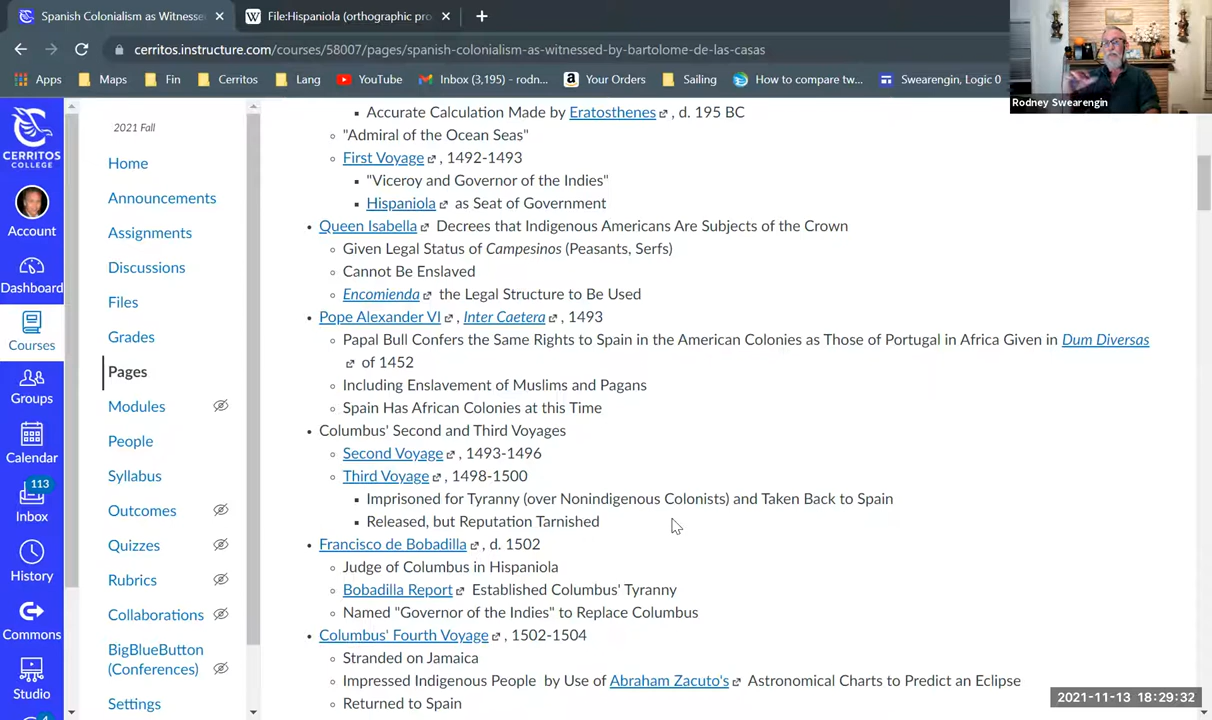 Spanish Colonialism as Witnesse
File:Hispaniola (orthographic pro
cerritos.instructure.com/courses/58007/pages/spanish-colonialism-as-witnessed-by-bartolome-de-las-casas
Apps
Maps
Fin
Cerritos
Lang
YouTube
Inbox (3,195) - rodn...
Your Orders
Sailing
How to compare tw...
Swearengin, Logic 0
Rodney Swearengin
CERRITOS
COLLEGE
Account
Dashboard
Courses
Groups
Calendar
113
Inbox
History
Commons
Studio
2021 Fall
Home
Announcements
Assignments
Discussions
Files
Grades
Pages
Modules
People
Syllabus
Outcomes
Quizzes
Rubrics
Collaborations
BigBlueButton
(Conferences)
Settings
Accurate Calculation Made by Eratosthenes , d. 195 BC
"Admiral of the Ocean Seas"
First Voyage , 1492-1493
"Viceroy and Governor of the Indies"
Hispaniola as Seat of Government
Queen Isabella Decrees that Indigenous Americans Are Subjects of the Crown
Given Legal Status of Campesinos (Peasants, Serfs)
Cannot Be Enslaved
Encomienda the Legal Structure to Be Used
Pope Alexander VI , Inter Caetera , 1493
Papal Bull Confers the Same Rights to Spain in the American Colonies as Those of Portugal in Africa Given in Dum Diversas
of 1452
Including Enslavement of Muslims and Pagans
Spain Has African Colonies at this Time
Columbus' Second and Third Voyages
Second Voyage , 1493-1496
Third Voyage , 1498-1500
Imprisoned for Tyranny (over Nonindigenous Colonists) and Taken Back to Spain
Released, but Reputation Tarnished
Francisco de Bobadilla , d. 1502
Judge of Columbus in Hispaniola
Bobadilla Report Established Columbus' Tyranny
Named "Governor of the Indies" to Replace Columbus
Columbus' Fourth Voyage , 1502-1504
Stranded on Jamaica
Impressed Indigenous People by Use of Abraham Zacuto's Astronomical Charts to Predict an Eclipse
Returned to Spain
2021-11-13 18:29:32